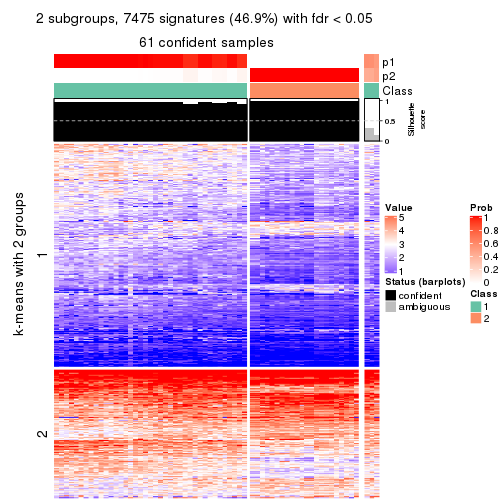 2 subgroups, 7475 signatures (46.9%) with fdr < 0.05
61 confident samples
p1
p2
Class
1
0.5
0
Silhouette
score
k-means with 2 groups
1
2
Value
5
4
3
2
1
Status (barplots)
confident
ambiguous
Prob
1
0.8
0.6
0.4
0.2
0
Class
1
2